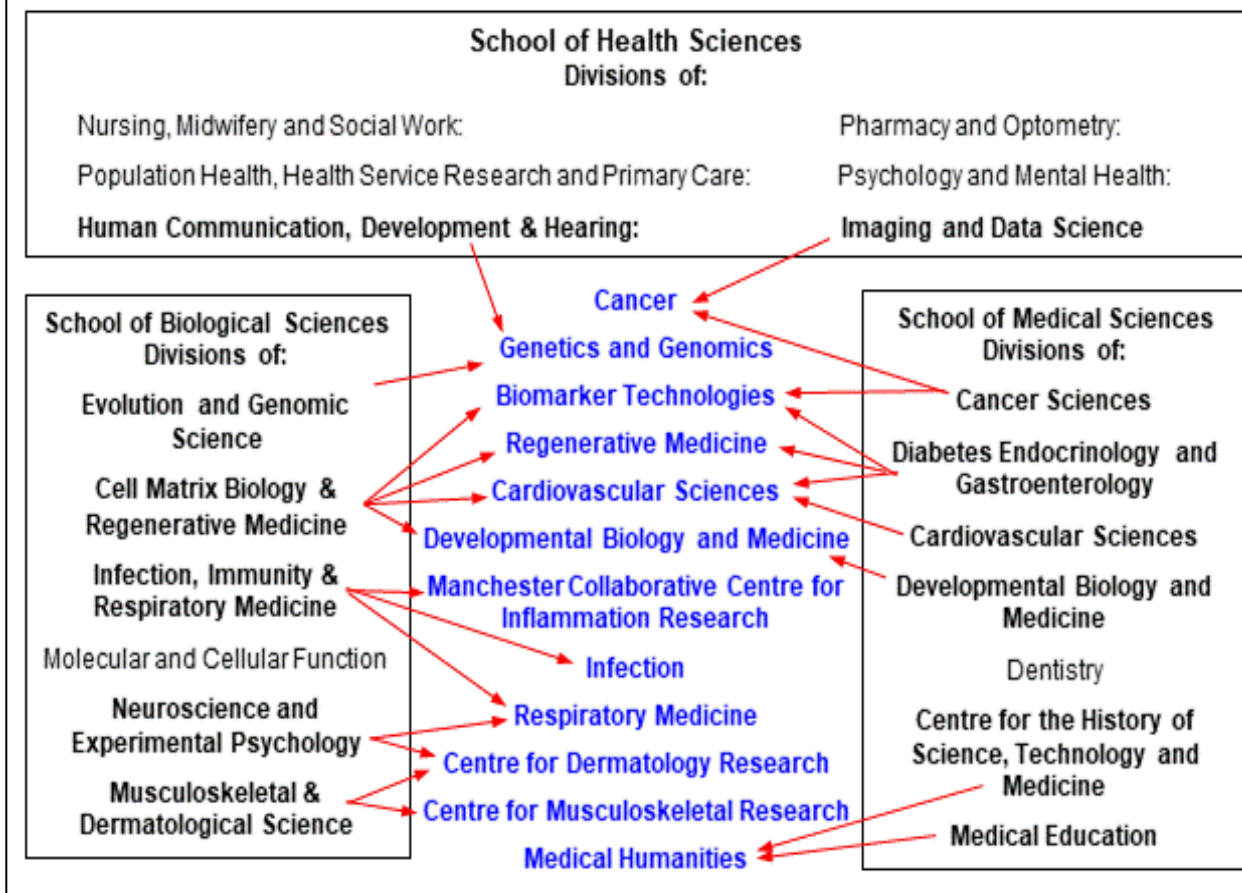 School of Health Sciences
Divisions of:
Nursing, Midwifery and Social Work:
Pharmacy and Optometry:
Population Health, Health Service Research and Primary Care:
Psychology and Mental Health:
Human Communication, Development & Hearing:
Imaging and Data Science
School of Biological Sciences
Divisions of:
Evolution and Genomic
Science
Cell Matrix Biology &
Regenerative Medicine
Infection, Immunity &
Respiratory Medicine
Molecular and Cellular Function
Neuroscience and
Experimental Psychology
Musculoskeletal &
Dermatological Science
Cancer
Genetics and Genomics
Biomarker Technologies
Regenerative Medicine
Cardiovascular Sciences
Developmental Biology and Medicine
Manchester Collaborative Centre for
Inflammation Research
Infection
Respiratory Medicine
Centre for Dermatology Research
Centre for Musculoskeletal Research
Medical Humanities
School of Medical Sciences
Divisions of:
Cancer Sciences
Diabetes Endocrinology and
Gastroenterology
Cardiovascular Sciences
Developmental Biology and
Medicine
Dentistry
Centre for the History of
Science, Technology and
Medicine
Medical Education